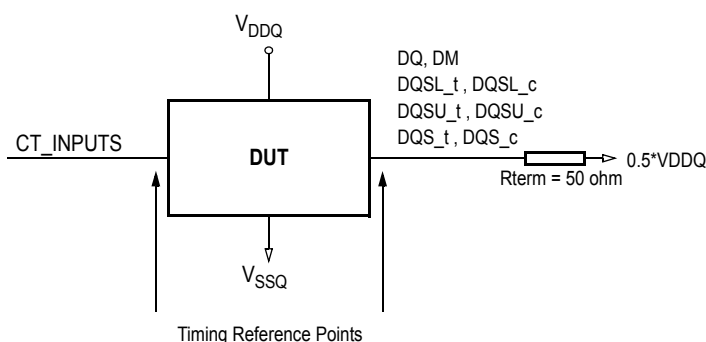 VDDQ
DQ, DM
DQSL_t , DQSL_c
DQSU_t , DQSU_c
DQS_t , DQS_c
CT_INPUTS
DUT
0.5*VDDQ
Rterm = 50 ohm
VSSQ
Timing Reference Points